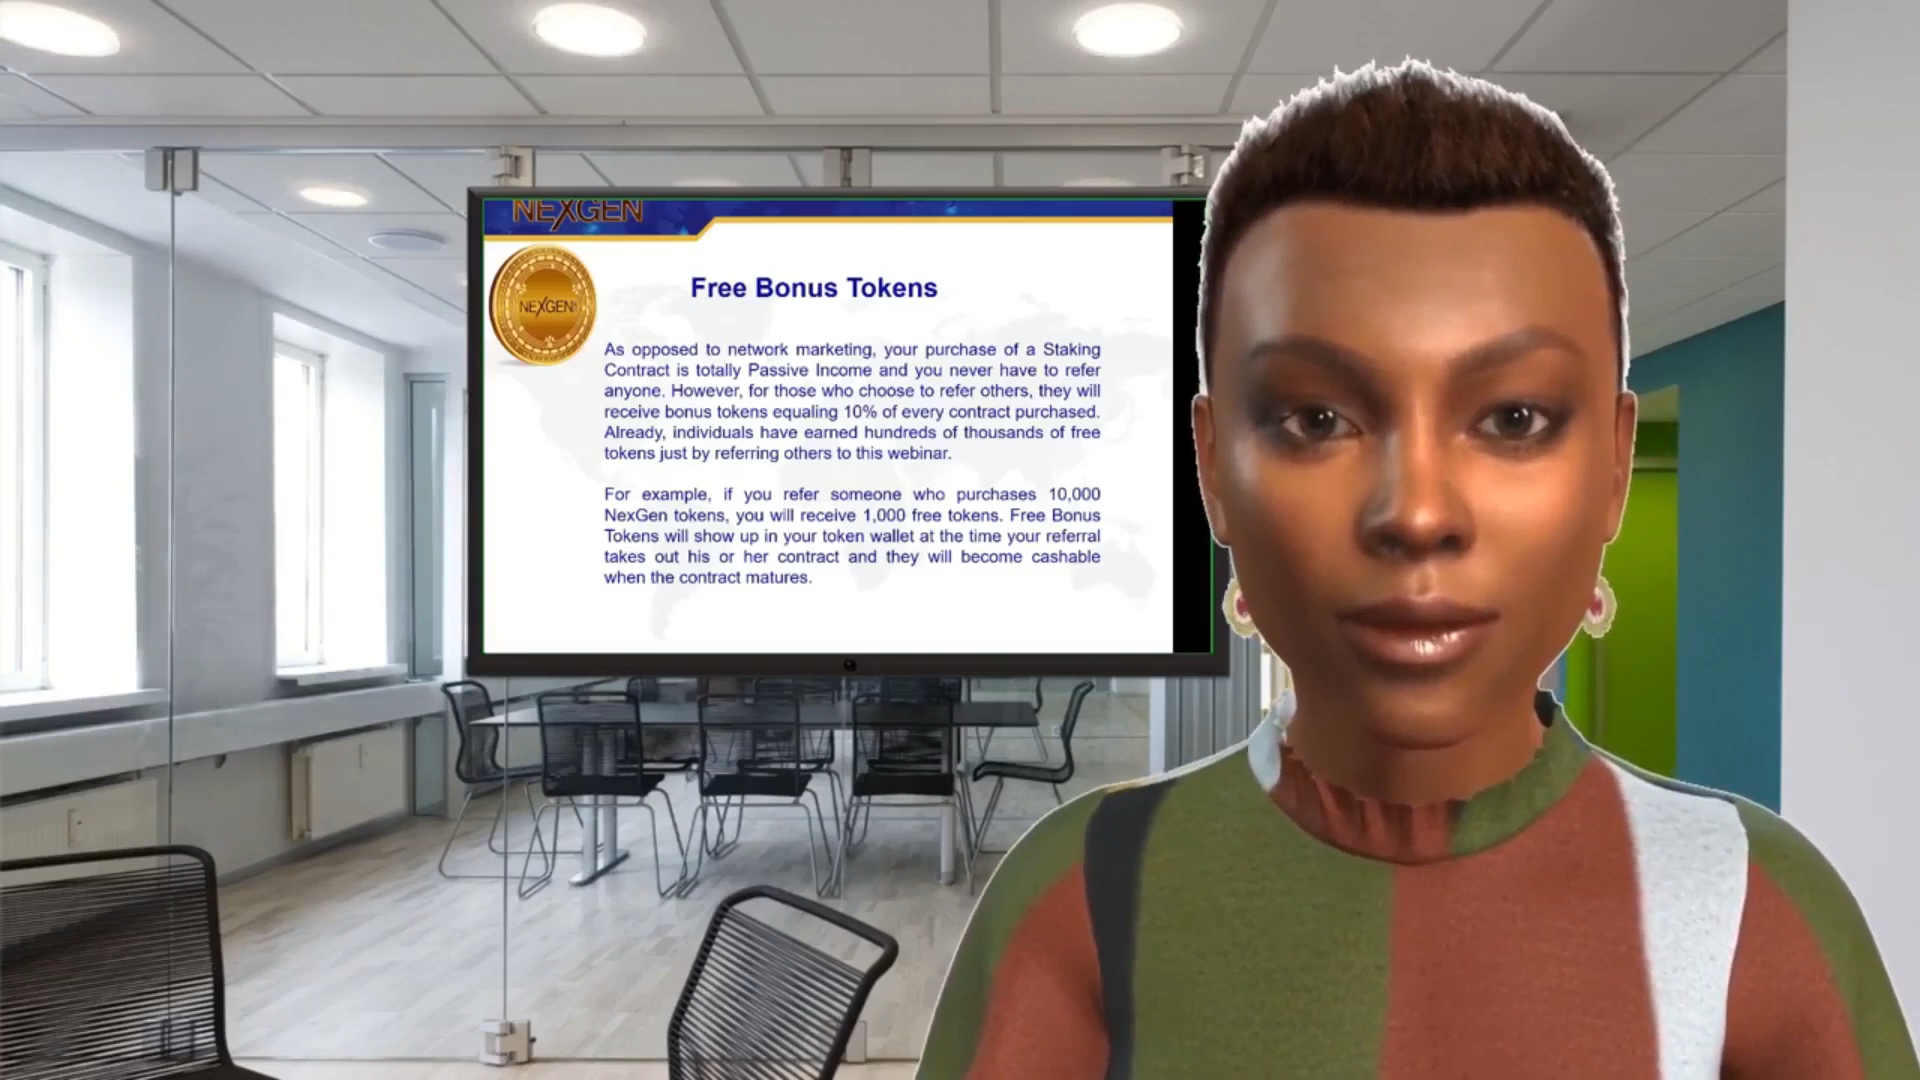 NEXGEN
NEXGEN
Free Bonus Tokens
As opposed to network marketing, your purchase of a Staking
Contract is totally Passive Income and you never have to refer
anyone. However, for those who choose to refer others, they will
receive bonus tokens equaling 10% of every contract purchased.
Already, individuals have earned hundreds of thousands of free
tokens just by referring others to this webinar.
For example, if you refer someone who purchases 10,000
NexGen tokens, you will receive 1,000 free tokens. Free Bonus
Tokens will show up in your token wallet at the time your referral
takes out his or her contract and they will become cashable
when the contract matures.